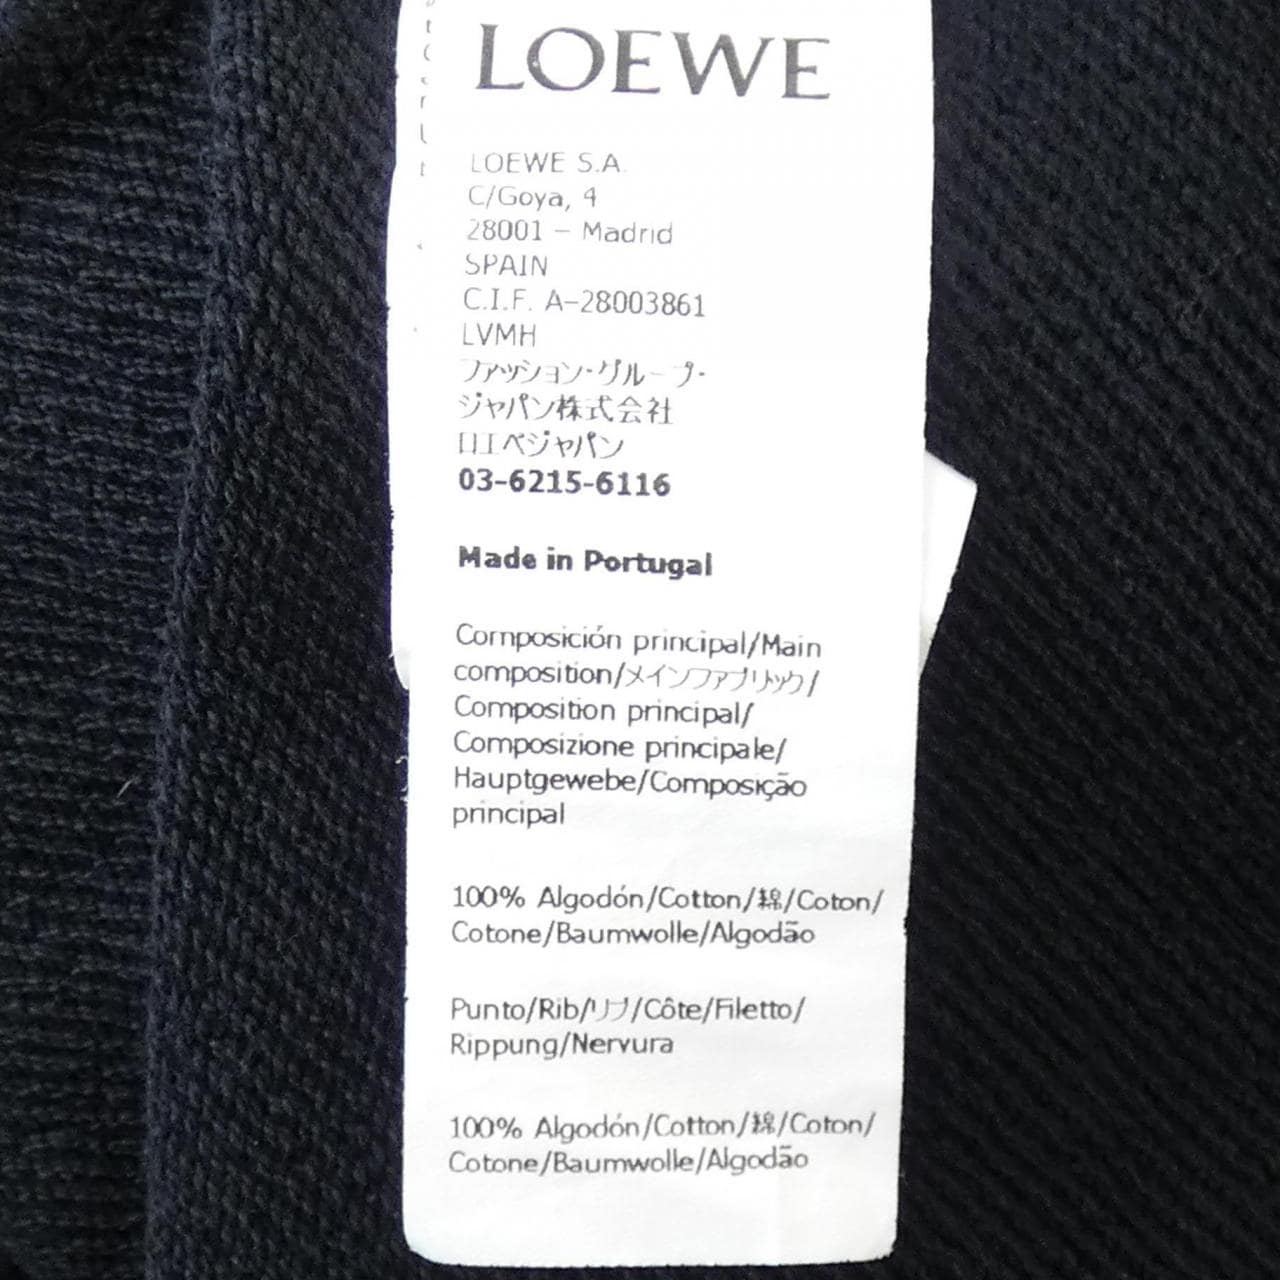 LOEWE
LOEWE S.A.
C/Goya, 4
28001 – Madrid
SPAIN
C.I.F. A-28003861
LVMH
ファッション・グループ・
ジャパン株式会社
ロエベジャパン
03-6215-6116
Made in Portugal
Composición principal/Main
composition/メインファブリック/
Composition principal/
Composizione principale/
Hauptgewebe/Composição
principal
100% Algodón/Cotton/綿/Coton/
Cotone/Baumwolle/Algodão
Punto/Rib/リブ/Côte/Filetto/
Rippung/Nervura
100% Algodón/Cotton/綿/Coton/
Cotone/Baumwolle/Algodão